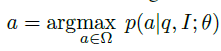 a = argmax p(a|q, I; θ)
a∈Ω